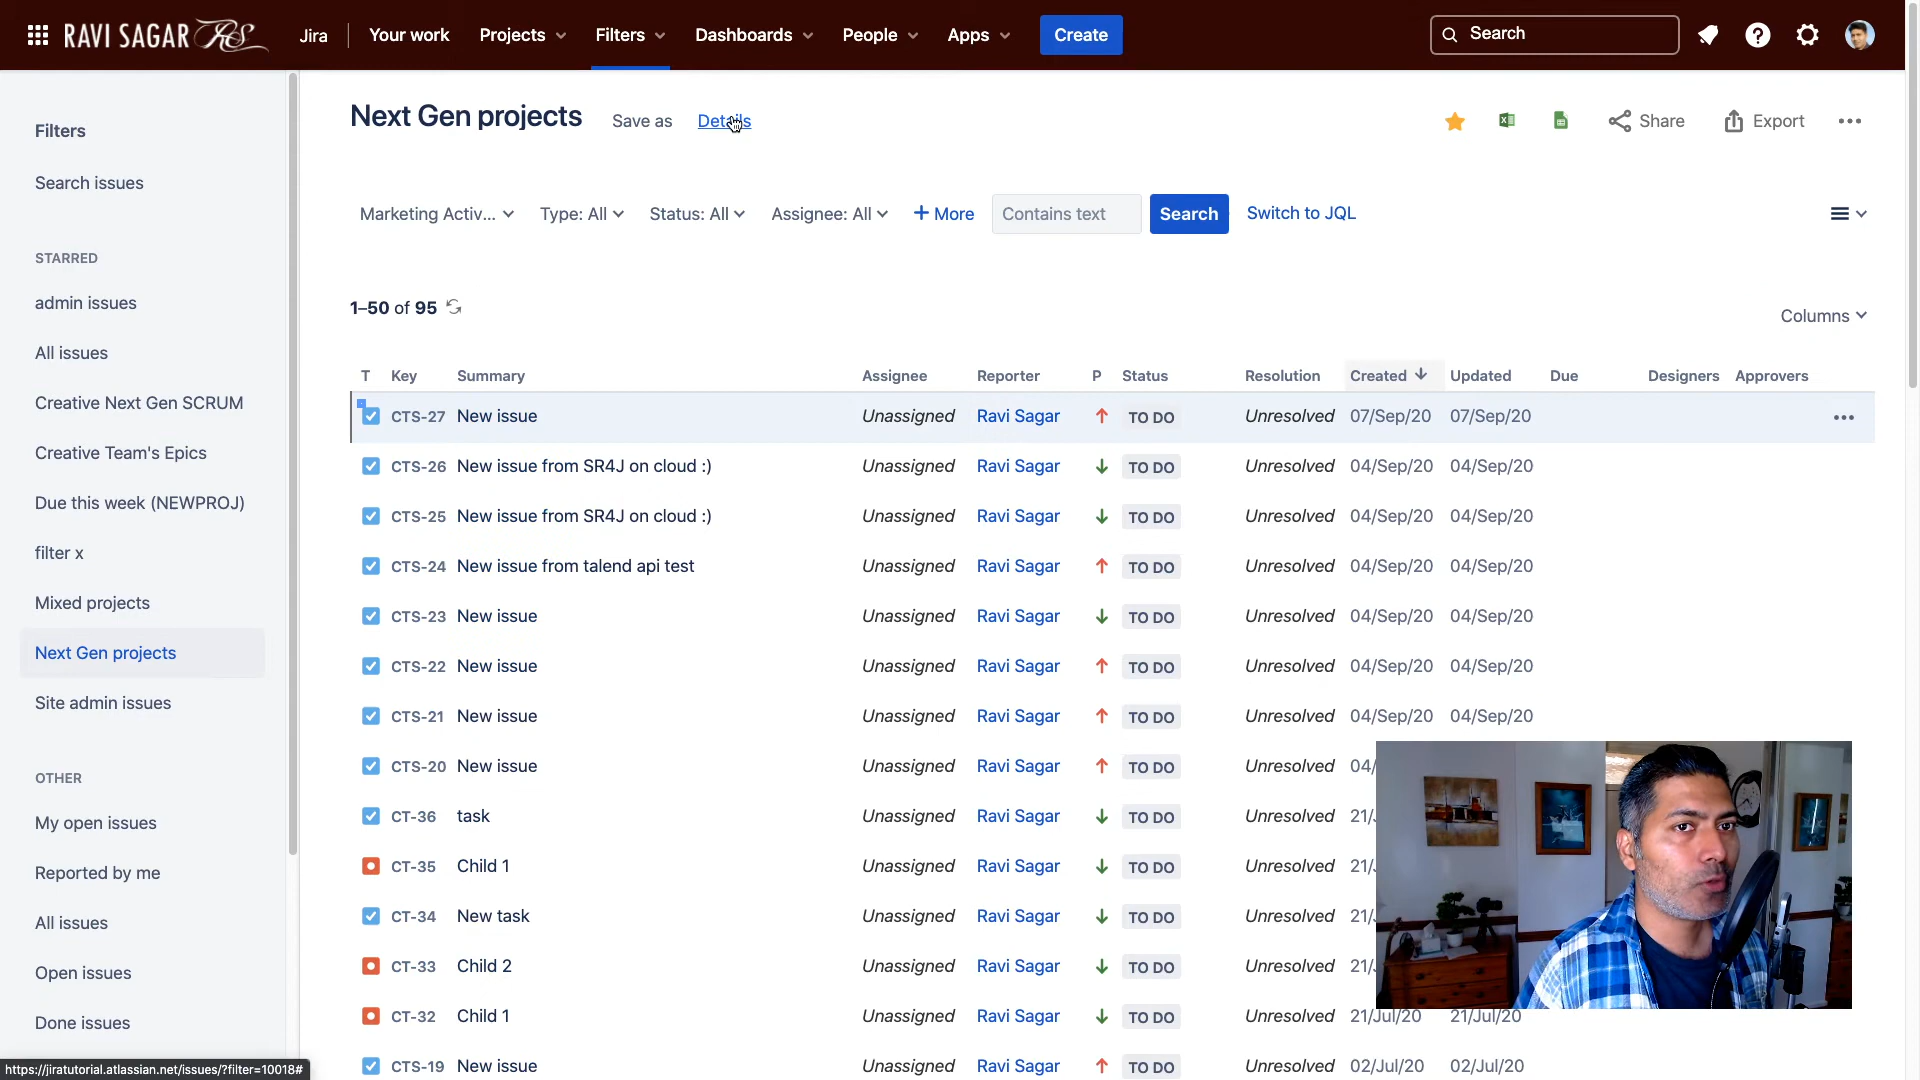 RAVI SAGAR RS Jira Your work Projects Filters Dashboards People Apps Create Search
Filters
Search issues
STARRED
admin issues
All issues
Creative Next Gen SCRUM
Creative Team's Epics
Due this week (NEWPROJ)
filter x
Mixed projects
Next Gen projects
Site admin issues
OTHER
My open issues
Reported by me
All issues
Open issues
Done issues
https://jiratutorial.atlassian.net/issues/?filter=10018#
Next Gen projects Save as Details Share Export
Marketing Activ... Type: All Status: All Assignee: All + More Contains text Search Switch to JQL
1–50 of 95
Columns
T Key Summary Assignee Reporter P Status Resolution Created Updated Due Designers Approvers
CTS-27 New issue Unassigned Ravi Sagar TO DO Unresolved 07/Sep/20 07/Sep/20
CTS-26 New issue from SR4J on cloud :) Unassigned Ravi Sagar TO DO Unresolved 04/Sep/20 04/Sep/20
CTS-25 New issue from SR4J on cloud :) Unassigned Ravi Sagar TO DO Unresolved 04/Sep/20 04/Sep/20
CTS-24 New issue from talend api test Unassigned Ravi Sagar TO DO Unresolved 04/Sep/20 04/Sep/20
CTS-23 New issue Unassigned Ravi Sagar TO DO Unresolved 04/Sep/20 04/Sep/20
CTS-22 New issue Unassigned Ravi Sagar TO DO Unresolved 04/Sep/20 04/Sep/20
CTS-21 New issue Unassigned Ravi Sagar TO DO Unresolved 04/Sep/20 04/Sep/20
CTS-20 New issue Unassigned Ravi Sagar TO DO Unresolved 04/
CT-36 task Unassigned Ravi Sagar TO DO Unresolved 21/
CT-35 Child 1 Unassigned Ravi Sagar TO DO Unresolved 21/
CT-34 New task Unassigned Ravi Sagar TO DO Unresolved 21/
CT-33 Child 2 Unassigned Ravi Sagar TO DO Unresolved 21/
CT-32 Child 1 Unassigned Ravi Sagar TO DO Unresolved 21/Jul/20 21/Jul/20
CTS-19 New issue Unassigned Ravi Sagar TO DO Unresolved 02/Jul/20 02/Jul/20